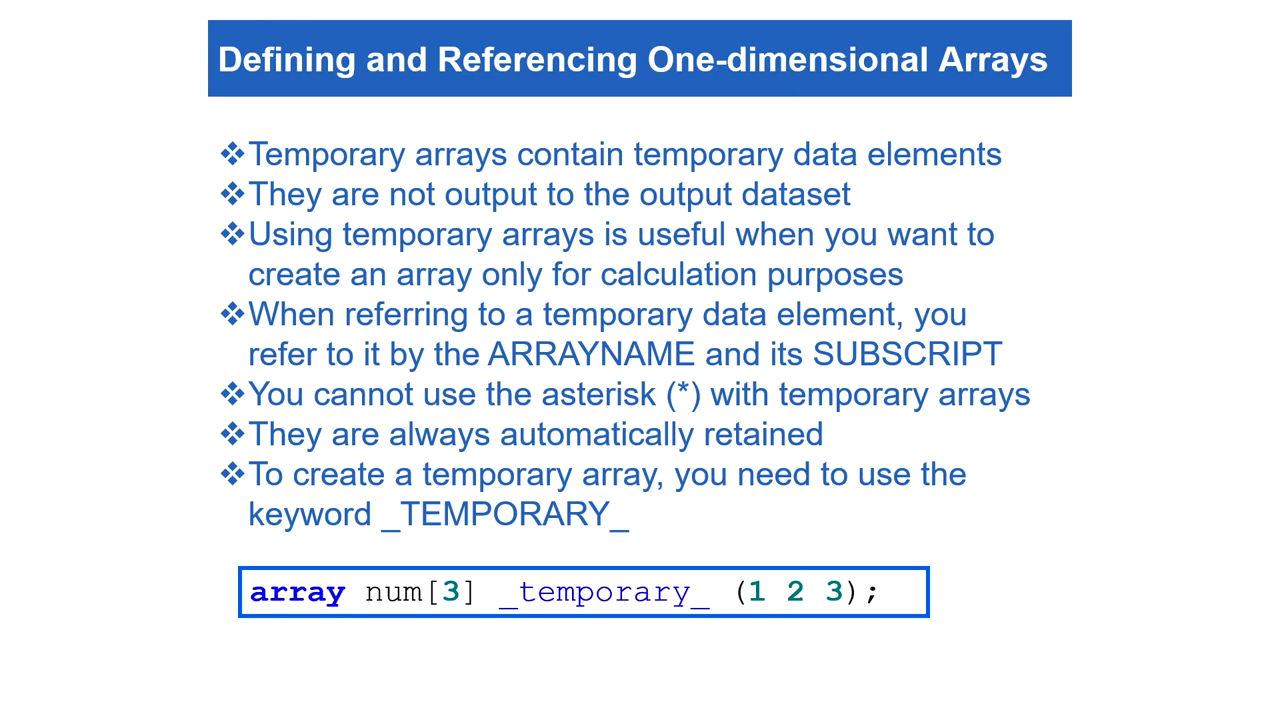 Defining and Referencing One-dimensional Arrays
❖Temporary arrays contain temporary data elements
❖They are not output to the output dataset
❖Using temporary arrays is useful when you want to
create an array only for calculation purposes
❖When referring to a temporary data element, you
refer to it by the ARRAYNAME and its SUBSCRIPT
❖You cannot use the asterisk (*) with temporary arrays
❖They are always automatically retained
❖To create a temporary array, you need to use the
keyword _TEMPORARY_
array num[3] _temporary_ (1 2 3);